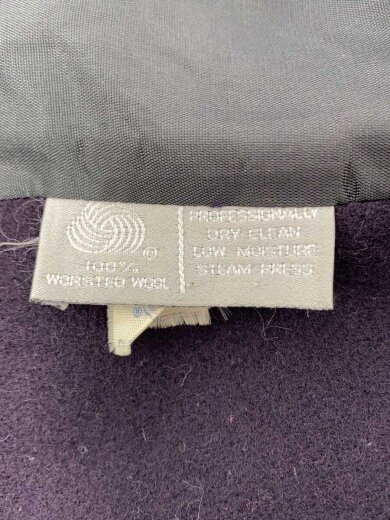 ®
100%
WORSTED WOOL
PROFESSIONALLY
DRY CLEAN
LOW MOISTURE
STEAM PRESS